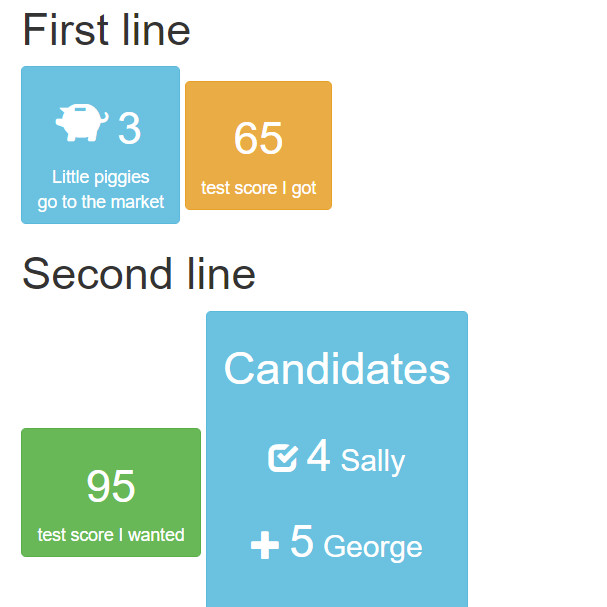 First line
3
Little piggies
go to the market
65
test score I got
Second line
95
test score I wanted
Candidates
4 Sally
5 George